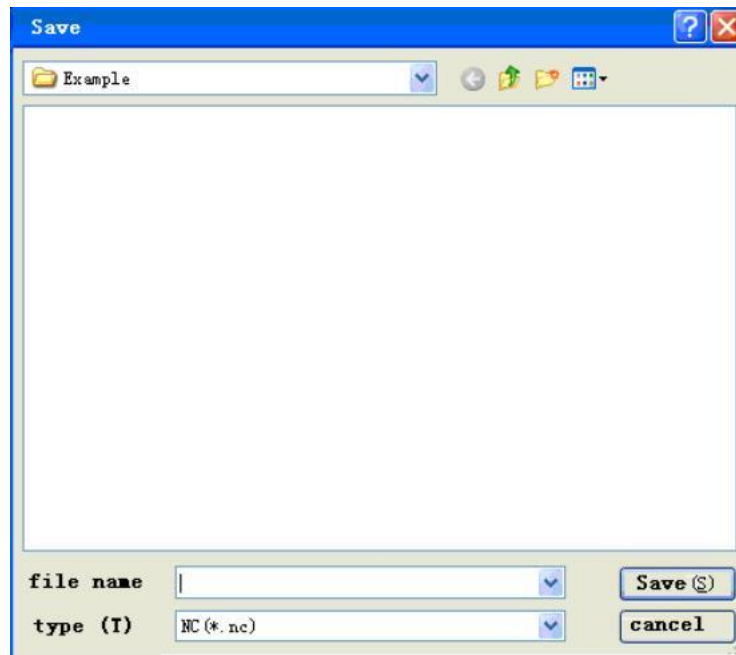 Save
Example
file name
Save(S)
type (T)
NC(*.nc)
cancel